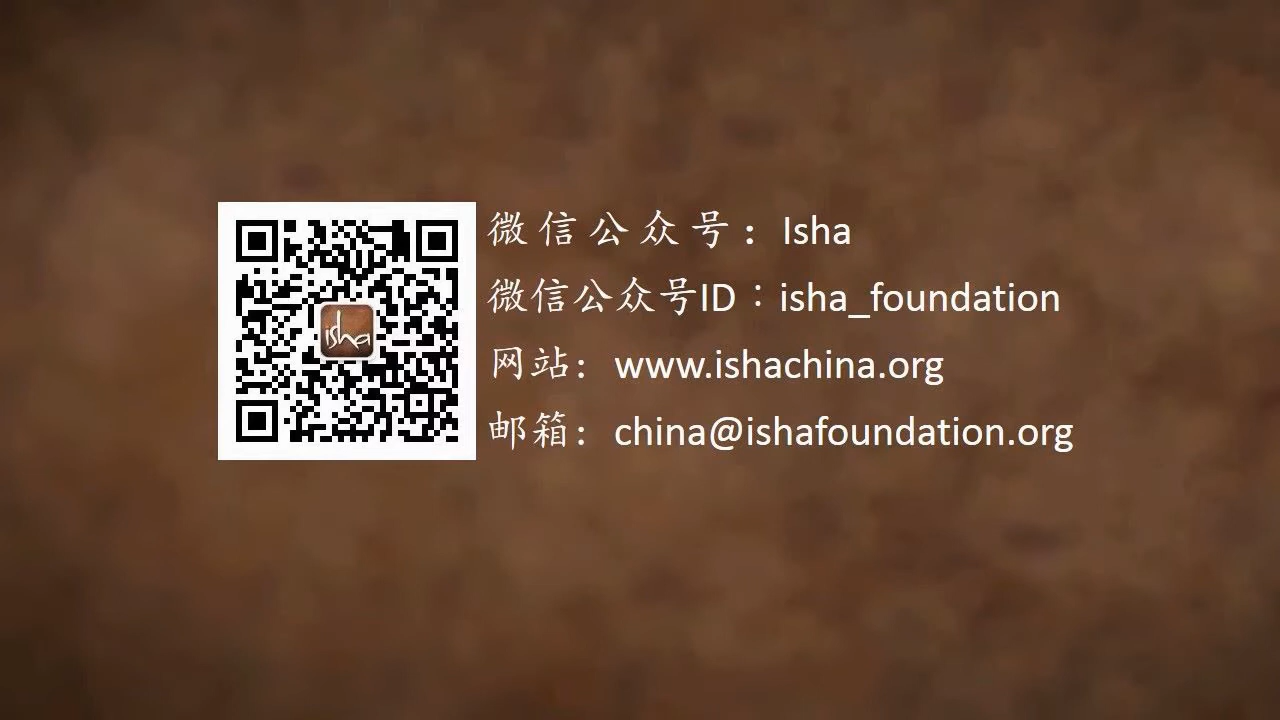 微信公众号：Isha
微信公众号ID：isha_foundation
isha
网站：www.ishachina.org
邮箱：china@ishafoundation.org